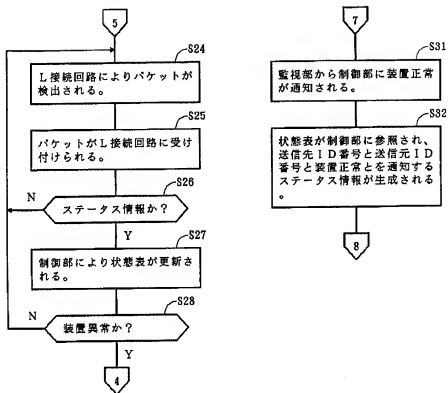 5
S24
L接続回路によりパケットが
検出される。
S25
パケットがL接続回路に受け
付けられる。
S26
N
ステータス情報か?
Y
S27
制御部により状態表が更新さ
れる。
S28
N
装置異常か?
Y
4
7
S31
監視部から制御部に装置正常
が通知される。
S32
状態表が制御部に参照され、
送信先ID番号と送信元ID
番号と装置正常とを通知する
ステータス情報が生成される
。
8